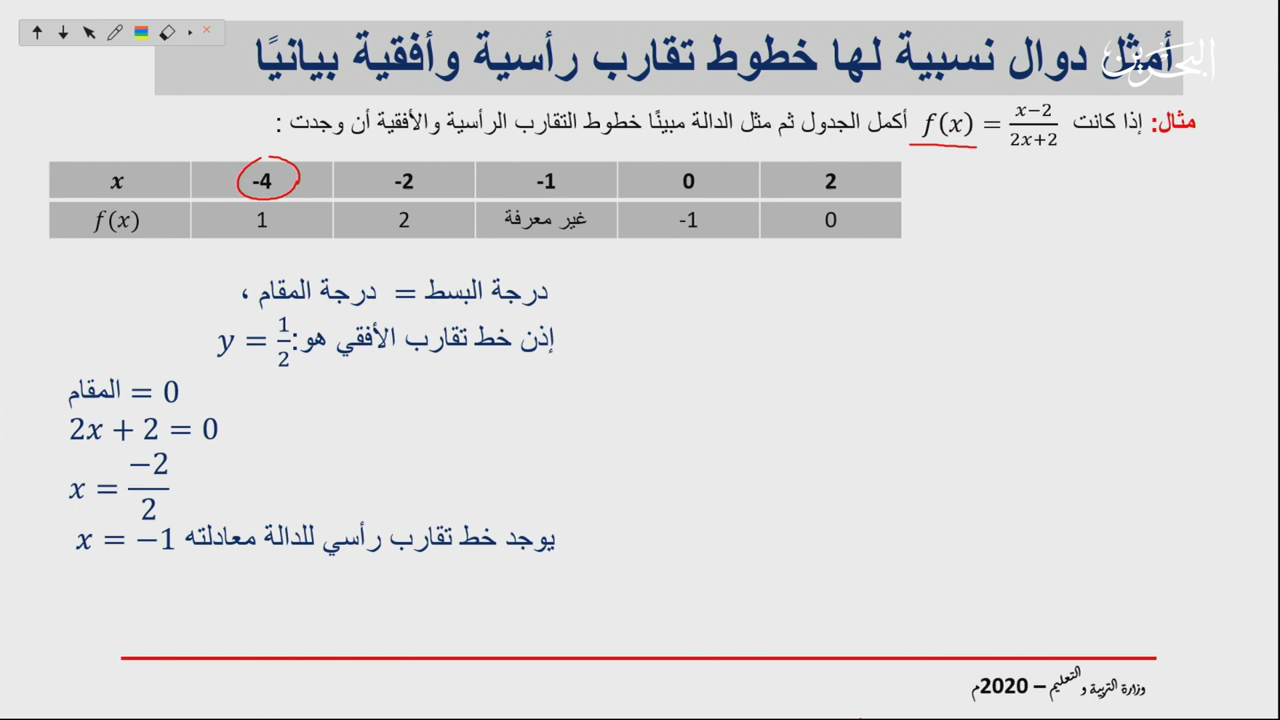 أمثل دوال نسبية لها خطوط تقارب رأسية وأفقية بيانيًا
البحرين
مثال: إذا كانت f(x) = x−2/2x+2 أكمل الجدول ثم مثل الدالة مبينًا خطوط التقارب الرأسية والأفقية أن وجدت :
x -4 -2 -1 0 2
f(x) 1 2 غير معرفة -1 0
درجة البسط = درجة المقام ،
إذن خط تقارب الأفقي هو: y = 1/2
المقام = 0
2x + 2 = 0
x = −2/2
يوجد خط تقارب رأسي للدالة معادلته x = −1
وزارة التربية و التعليم – 2020م